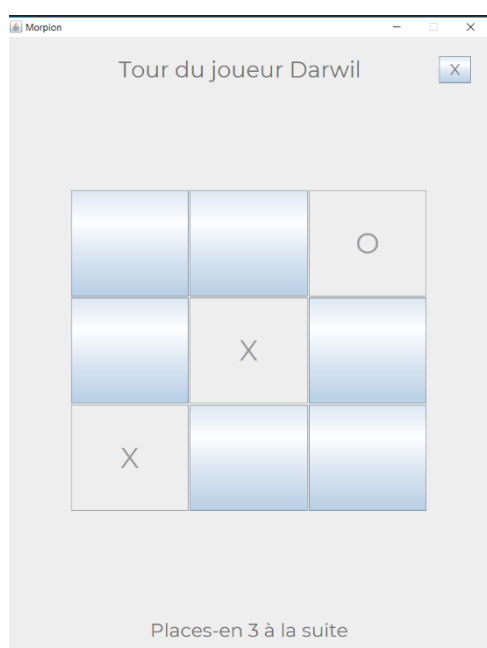 Morpion
Tour du joueur Darwil
X
O
X
X
Places-en 3 à la suite